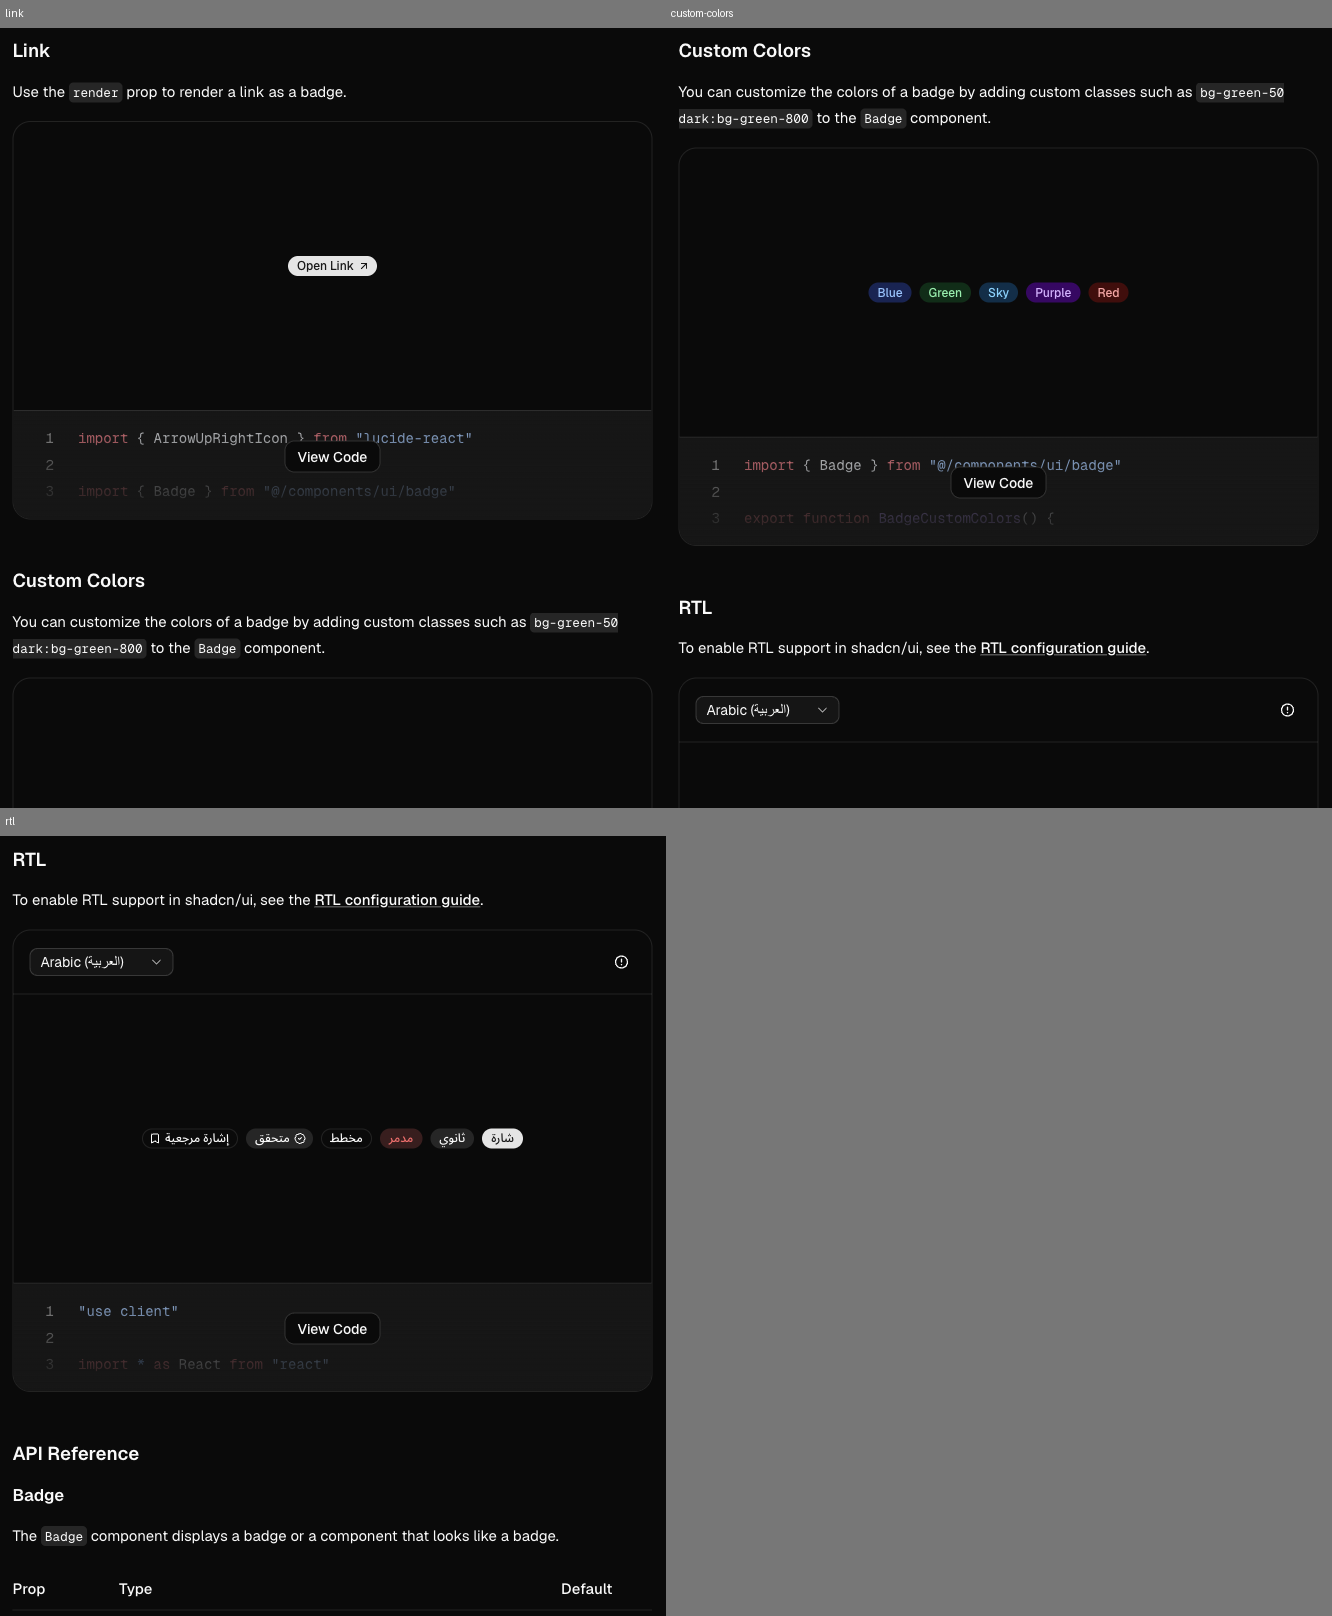 link
Link
Use the render prop to render a link as a badge.
Open Link
1 import { ArrowUpRightIcon } from "lucide-react"
View Code
2
3 import { Badge } from "@/components/ui/badge"
Custom Colors
You can customize the colors of a badge by adding custom classes such as bg-green-50
dark:bg-green-800 to the Badge component.
custom-colors
Custom Colors
You can customize the colors of a badge by adding custom classes such as bg-green-50
dark:bg-green-800 to the Badge component.
Blue Green Sky Purple Red
1 import { Badge } from "@/components/ui/badge"
View Code
2
3 export function BadgeCustomColors() {
RTL
To enable RTL support in shadcn/ui, see the RTL configuration guide.
Arabic (العربية)
rtl
RTL
To enable RTL support in shadcn/ui, see the RTL configuration guide.
Arabic (العربية)
شارة ثانوي مدمر مخطط متحقق إشارة مرجعية
1 "use client"
View Code
2
3 import * as React from "react"
API Reference
Badge
The Badge component displays a badge or a component that looks like a badge.
Prop Type Default